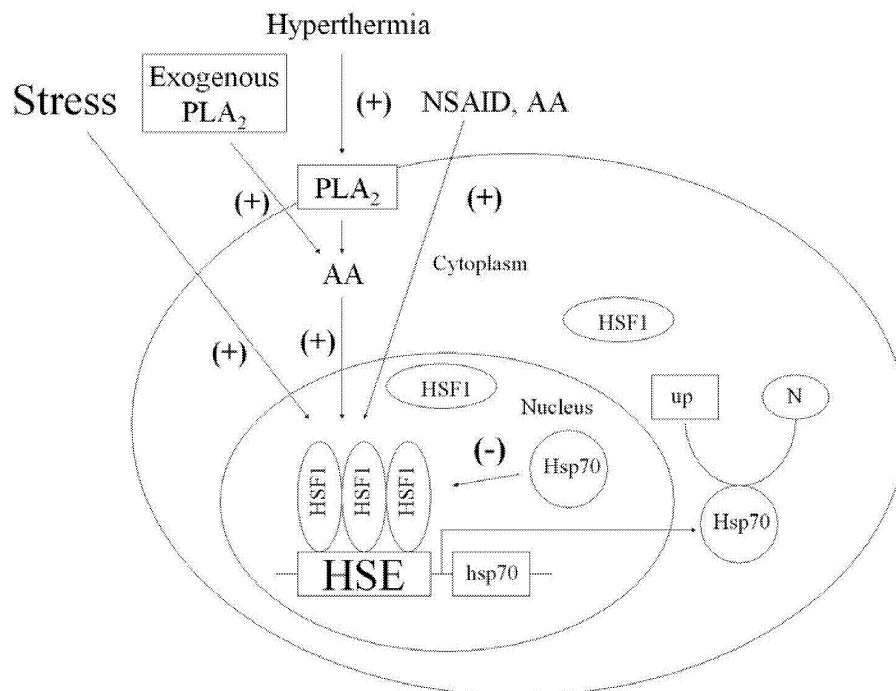 Hyperthermia
Stress
Exogenous
PLA₂
(+)
NSAID, AA
PLA₂
(+)
(+)
AA
Cytoplasm
(+)
(+)
HSF1
HSF1
Nucleus
up
N
(-)
Hsp70
HSF1
HSF1
HSF1
Hsp70
HSE
hsp70